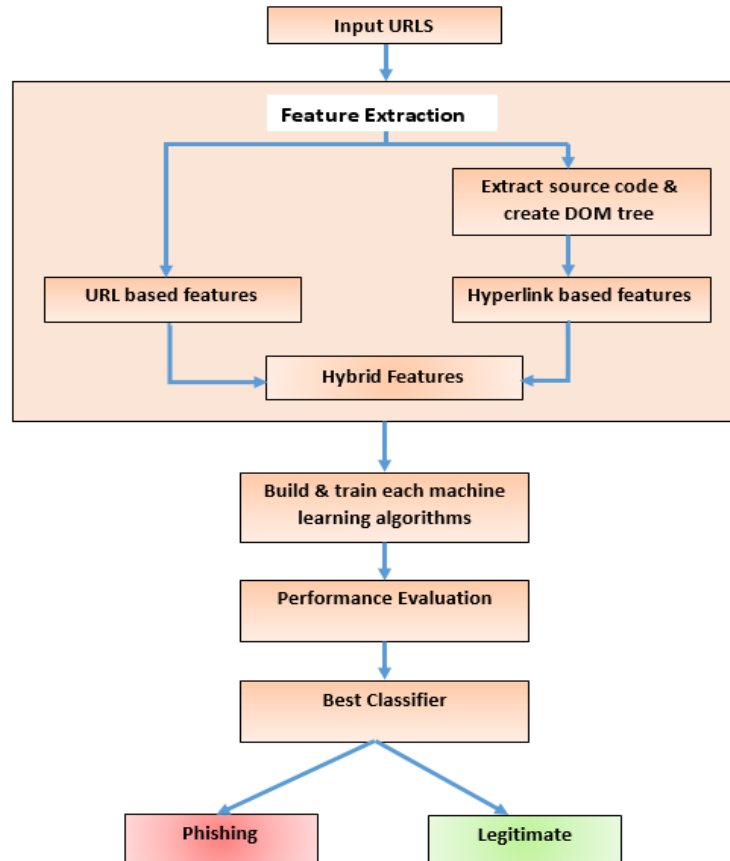 Input URLS
Feature Extraction
Extract source code &
create DOM tree
URL based features
Hyperlink based features
Hybrid Features
Build & train each machine
learning algorithms
Performance Evaluation
Best Classifier
Phishing
Legitimate